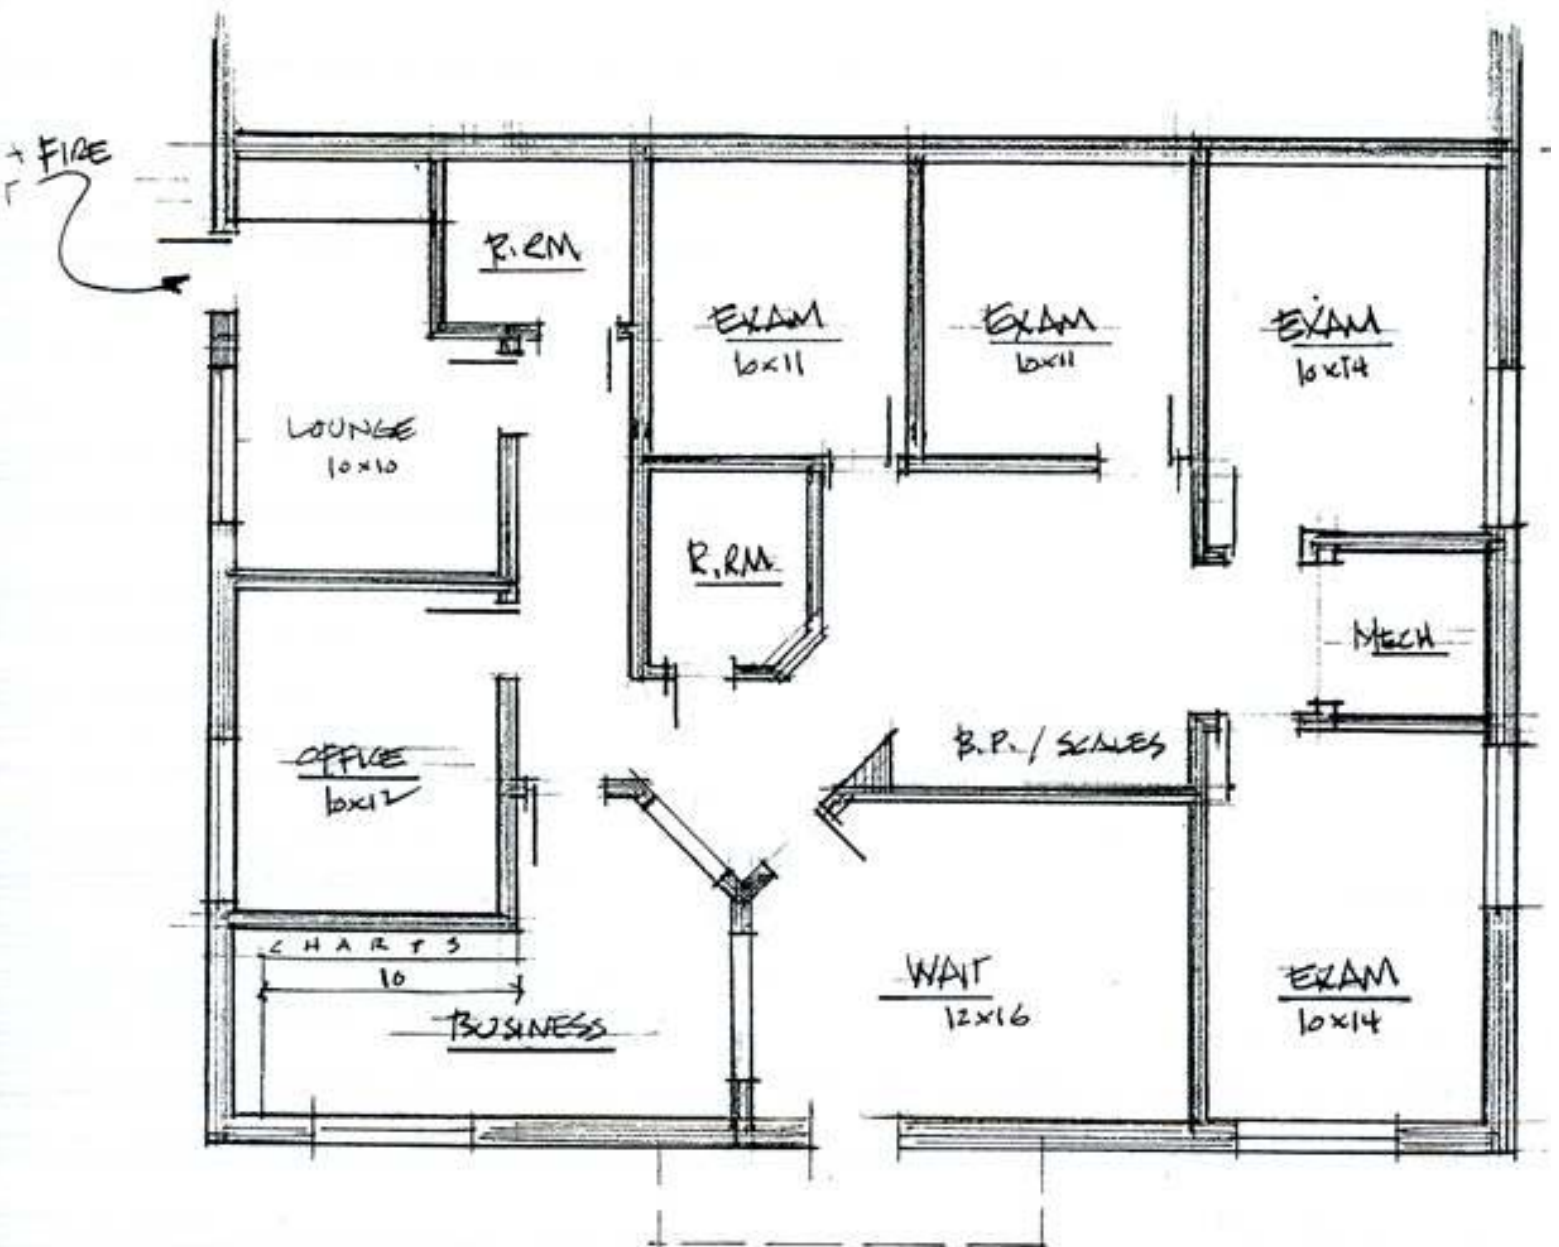 FIRE
R.RM
EXAM
10x11
EXAM
10x11
EXAM
10x14
LOUNGE
10x10
R.RM.
MECH
OFFICE
10x12
B.P. / SCALES
CHARTS
10
BUSINESS
WAIT
12x16
EXAM
10x14